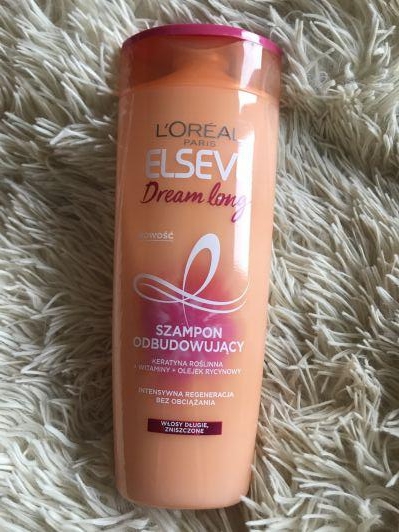 L'ORÉAL
PARIS
ELSEV
Dream long
NOWOŚĆ
SZAMPON
ODBUDOWUJĄCY
KERATYNA ROŚLINNA
+ WITAMINY + OLEJEK RYCYNOWY
INTENSYWNA REGENERACJA
BEZ OBCIĄŻANIA
WŁOSY DŁUGIE,
ZNISZCZONE